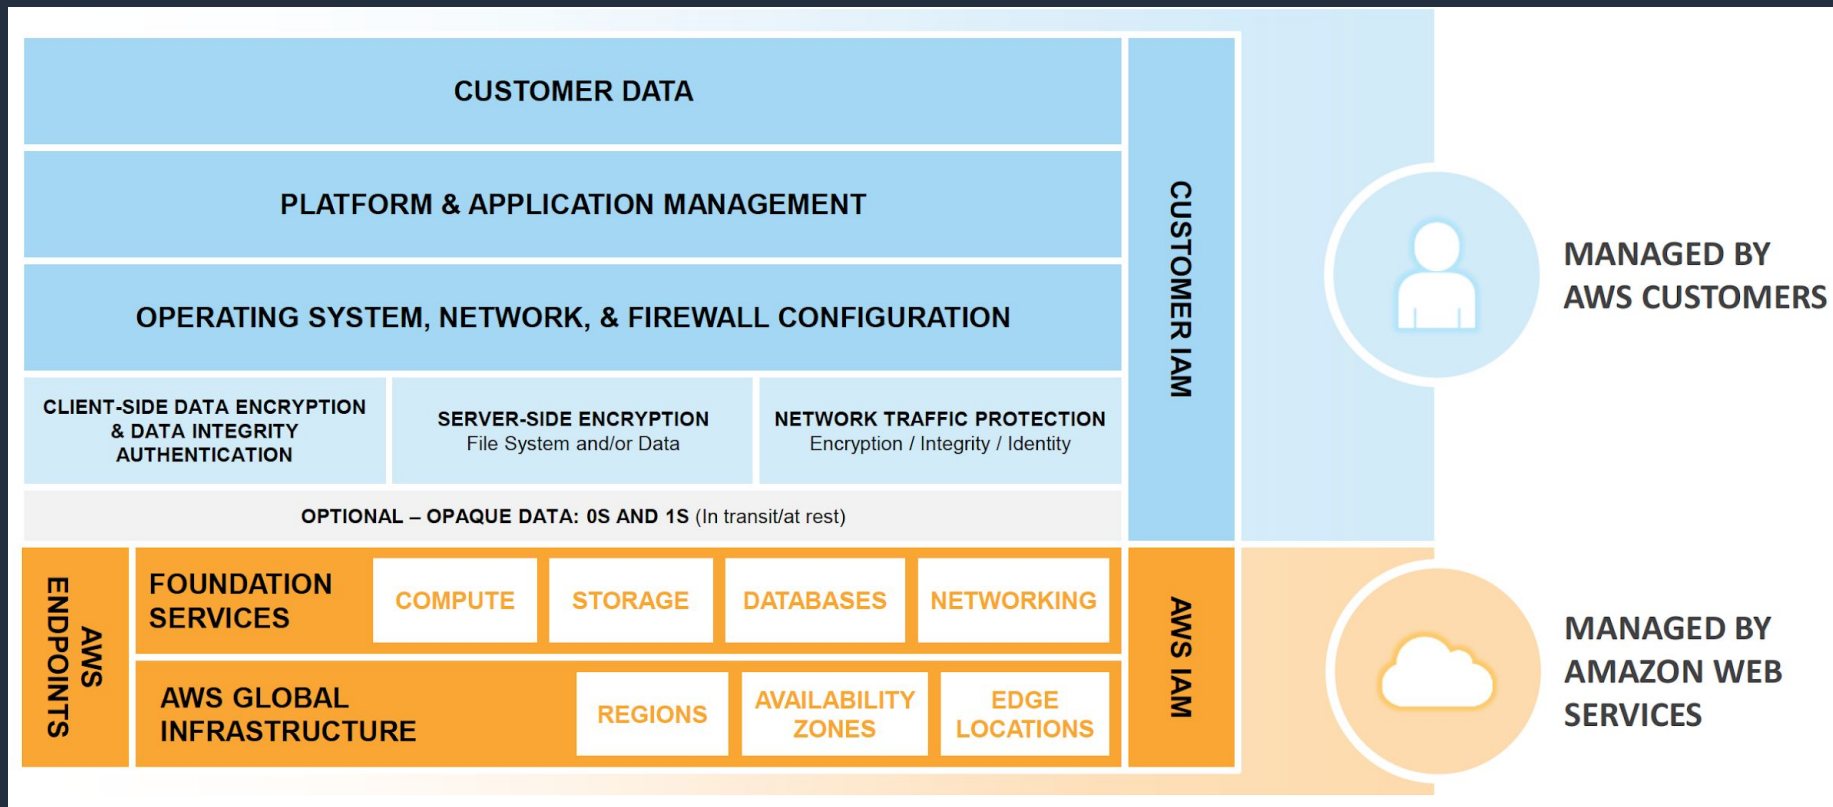 CUSTOMER DATA
PLATFORM & APPLICATION MANAGEMENT
OPERATING SYSTEM, NETWORK, & FIREWALL CONFIGURATION
CLIENT-SIDE DATA ENCRYPTION
& DATA INTEGRITY
AUTHENTICATION
SERVER-SIDE ENCRYPTION
File System and/or Data
NETWORK TRAFFIC PROTECTION
Encryption / Integrity / Identity
OPTIONAL – OPAQUE DATA: 0S AND 1S (In transit/at rest)
CUSTOMER IAM
MANAGED BY
AWS CUSTOMERS
AWS
ENDPOINTS
FOUNDATION
SERVICES
COMPUTE
STORAGE
DATABASES
NETWORKING
AWS GLOBAL
INFRASTRUCTURE
REGIONS
AVAILABILITY
ZONES
EDGE
LOCATIONS
AWS IAM
MANAGED BY
AMAZON WEB
SERVICES